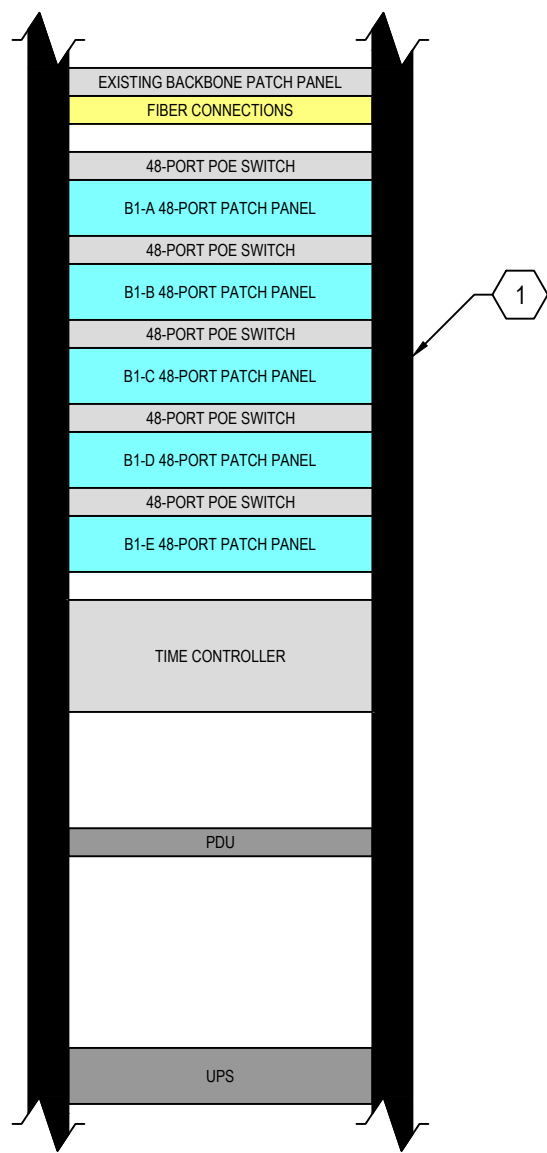 EXISTING BACKBONE PATCH PANEL
FIBER CONNECTIONS
48-PORT POE SWITCH
B1-A 48-PORT PATCH PANEL
48-PORT POE SWITCH
B1-B 48-PORT PATCH PANEL
1
48-PORT POE SWITCH
B1-C 48-PORT PATCH PANEL
48-PORT POE SWITCH
B1-D 48-PORT PATCH PANEL
48-PORT POE SWITCH
B1-E 48-PORT PATCH PANEL
TIME CONTROLLER
PDU
UPS